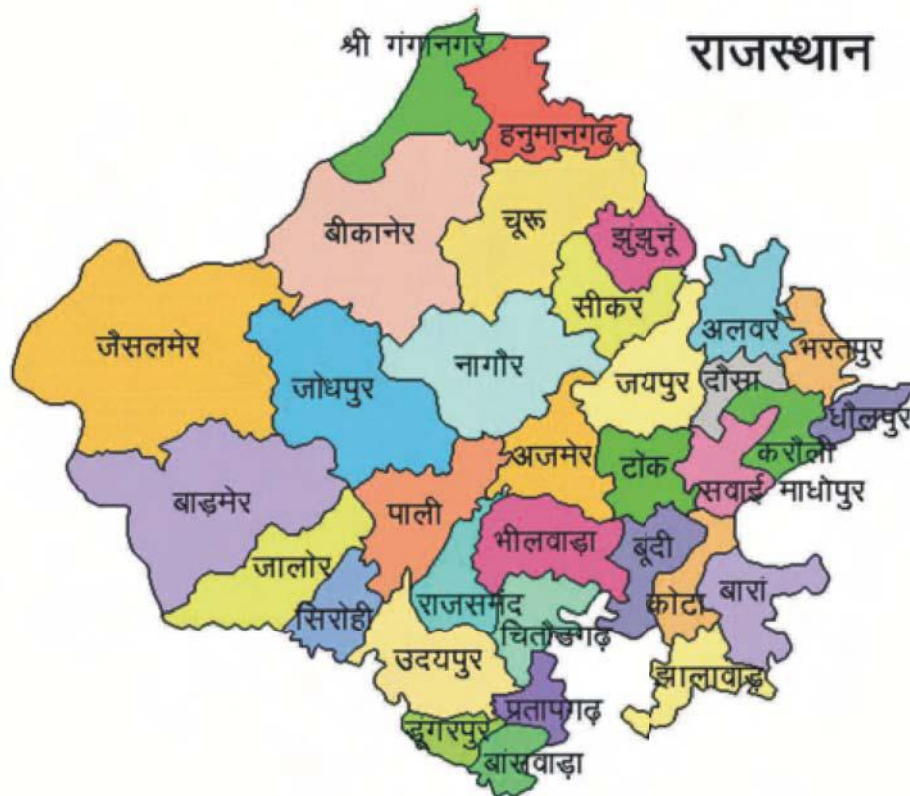 श्री गंगानगर
राजस्थान
हनुमानगढ़
बीकानेर
चूरू
झुंझुनूं
सीकर
अलवर
जैसलमेर
नागौर
भरतपुर
जोधपुर
जयपुर
दौसा
धौलपुर
अजमेर
टोंक
करौली
बाड़मेर
पाली
सवाई माधोपुर
भीलवाड़ा
बूंदी
जालोर
सिरोही
राजसमंद
कोटा
बारां
चितौडगढ़
उदयपुर
झालावाड़
प्रतापगढ़
डूंगरपुर
बांसवाड़ा